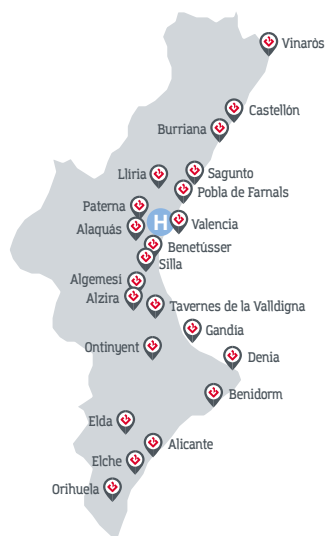 Vinaròs
Castellón
Burriana
Llíria
Sagunto
Pobla de Farnals
Paterna
H
Valencia
Alaquàs
Benetússer
Silla
Algemesí
Alzira
Tavernes de la Valldigna
Gandia
Ontinyent
Denia
Benidorm
Elda
Alicante
Elche
Orihuela